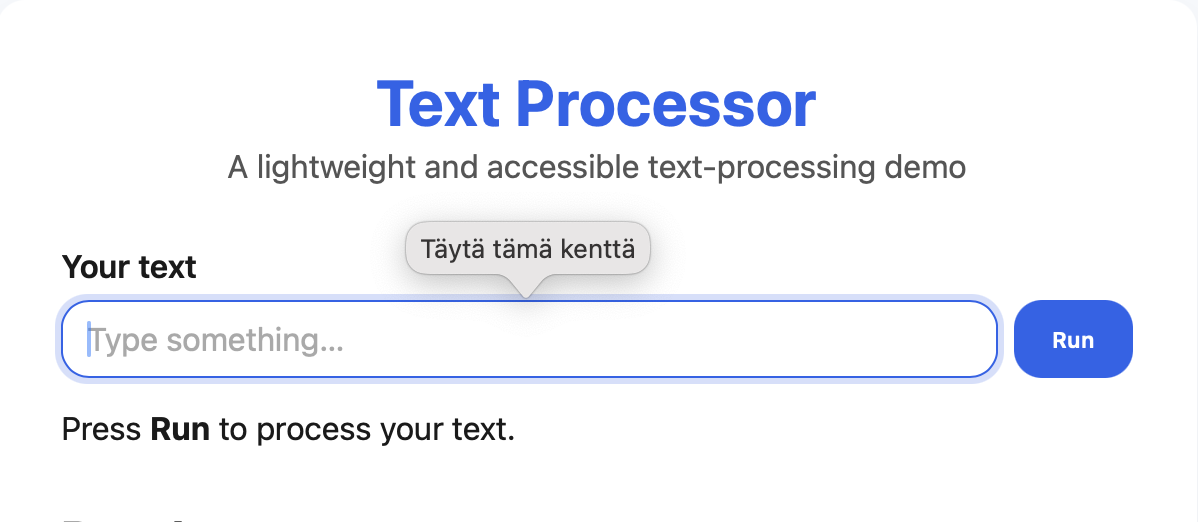 Text Processor
A lightweight and accessible text-processing demo
Täytä tämä kenttä
Your text
Type something...
Run
Press Run to process your text.